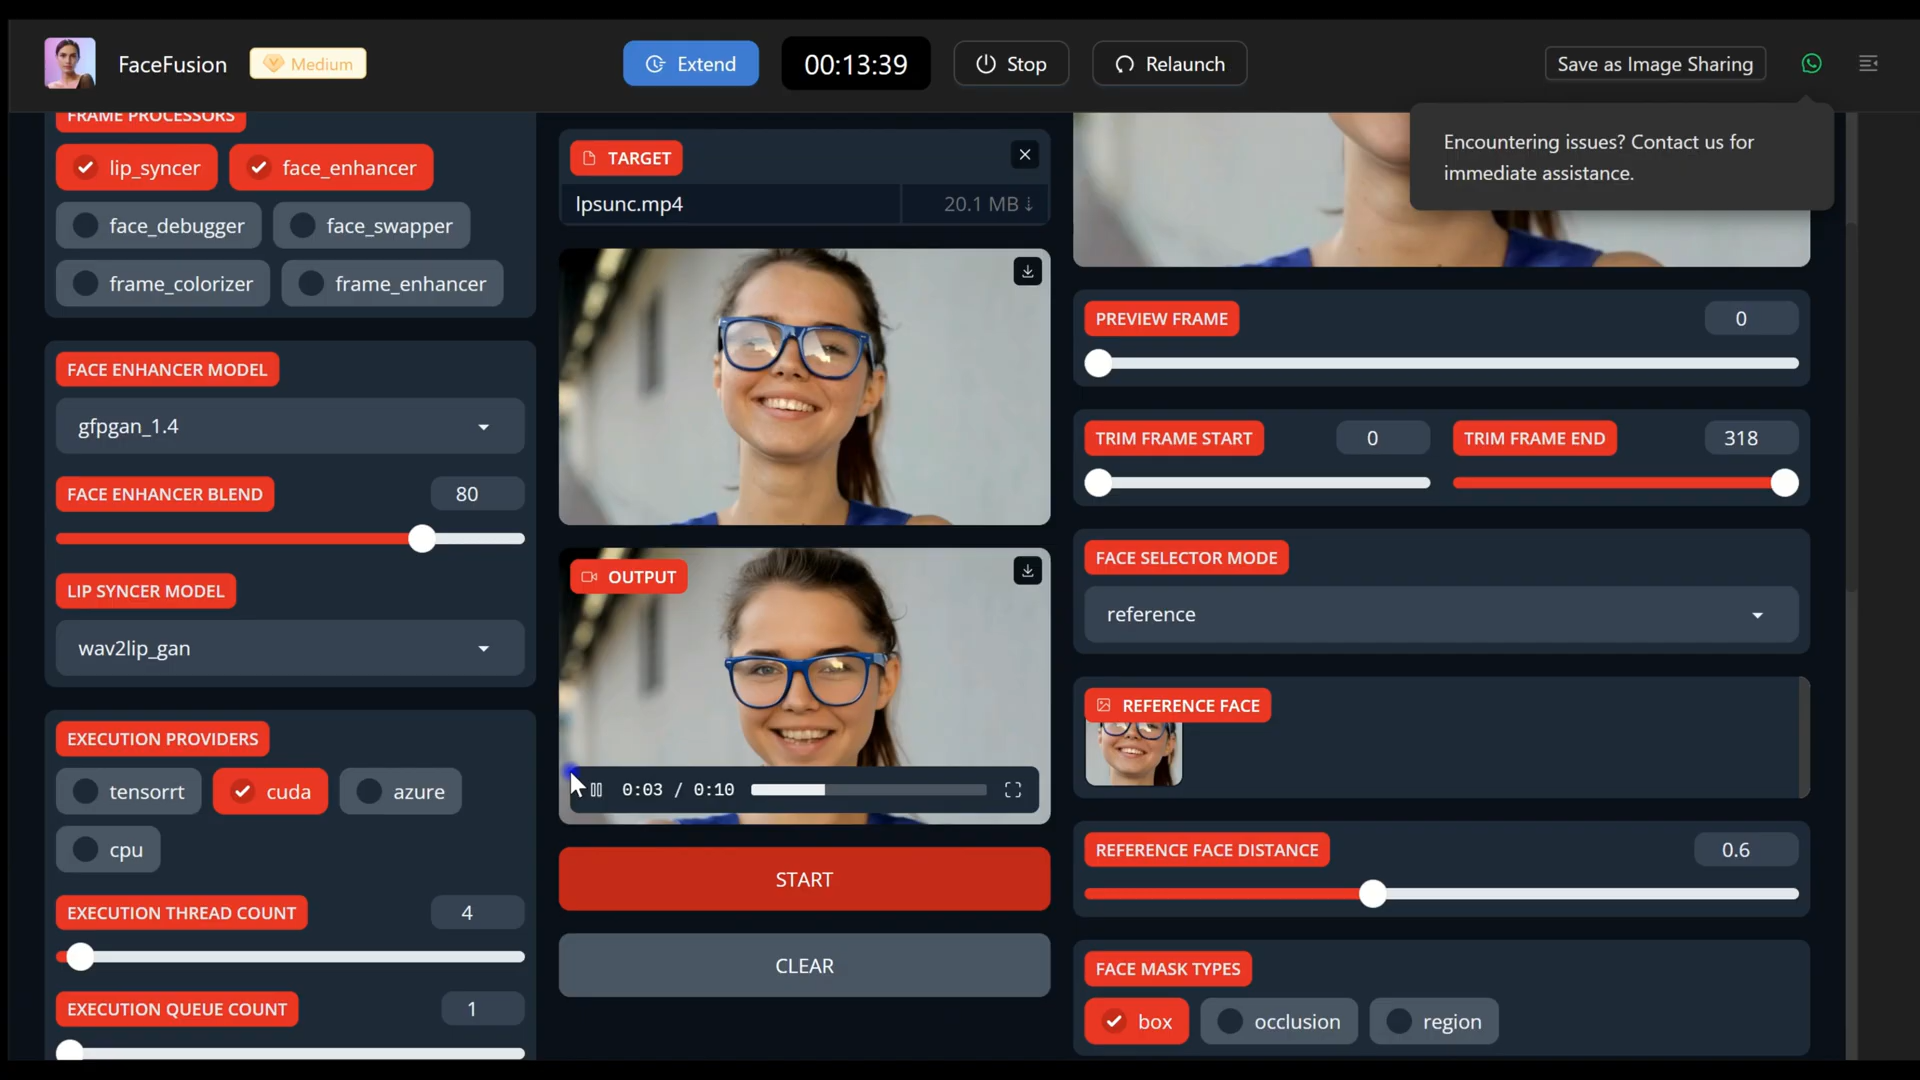 FaceFusion
Medium
Extend
00:13:39
Stop
Relaunch
Save as Image Sharing
Encountering issues? Contact us for
immediate assistance.
FRAME PROCESSORS
lip_syncer
face_enhancer
face_debugger
face_swapper
frame_colorizer
frame_enhancer
FACE ENHANCER MODEL
gfpgan_1.4
FACE ENHANCER BLEND
80
LIP SYNCER MODEL
wav2lip_gan
EXECUTION PROVIDERS
tensorrt
cuda
azure
cpu
EXECUTION THREAD COUNT
4
EXECUTION QUEUE COUNT
1
TARGET
lpsunc.mp4
20.1 MB ⇣
OUTPUT
0:03 / 0:10
START
CLEAR
PREVIEW FRAME
0
TRIM FRAME START
0
TRIM FRAME END
318
FACE SELECTOR MODE
reference
REFERENCE FACE
REFERENCE FACE DISTANCE
0.6
FACE MASK TYPES
box
occlusion
region